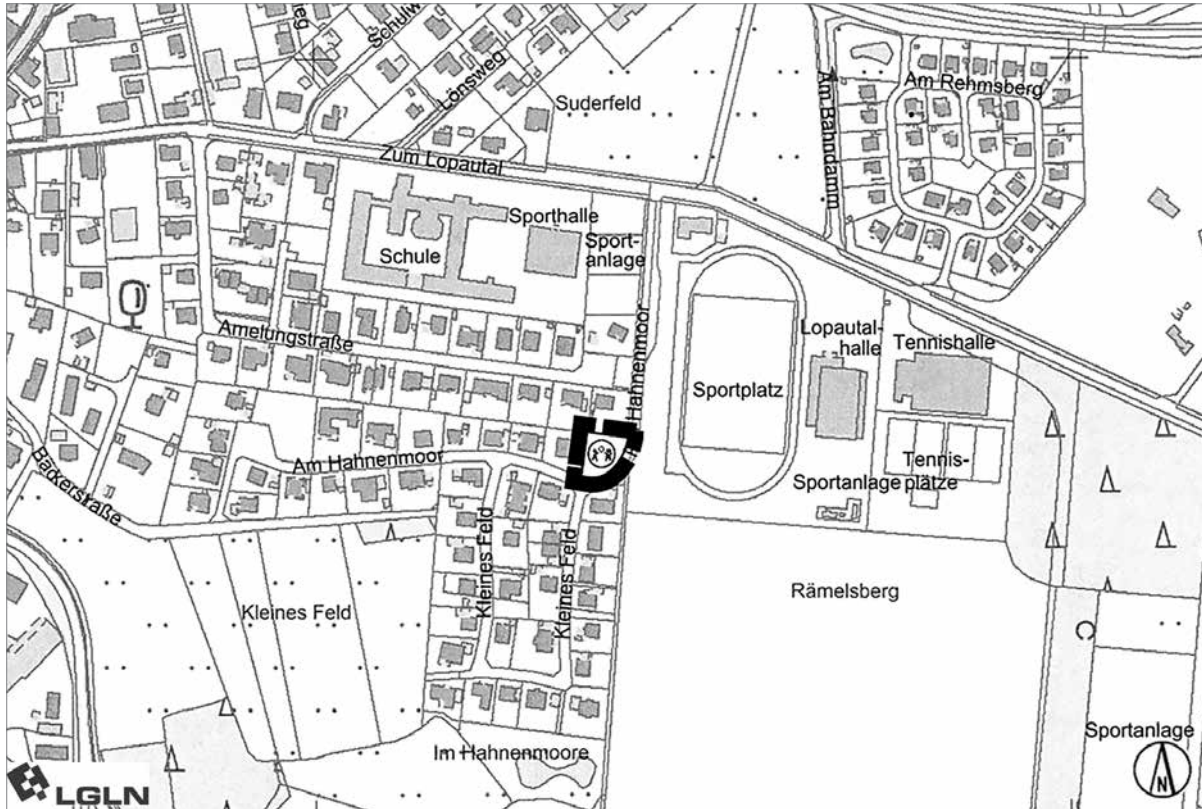 Schulw
Lönsweg
Suderfeld
Am Rehmsberg
Am Bahndamm
Zum Lopautal
Sporthalle
Sport-
anlage
Schule
Hahnenmoor
Amelungstraße
Lopautal-
halle
Tennishalle
Sportplatz
Am Hahnenmoor
Bäckerstraße
Sportanlage
Tennis-
plätze
Kleines Feld
Kleines Feld
Kleines Feld
Rämelsberg
Im Hahnenmoore
Sportanlage
N
LGLN